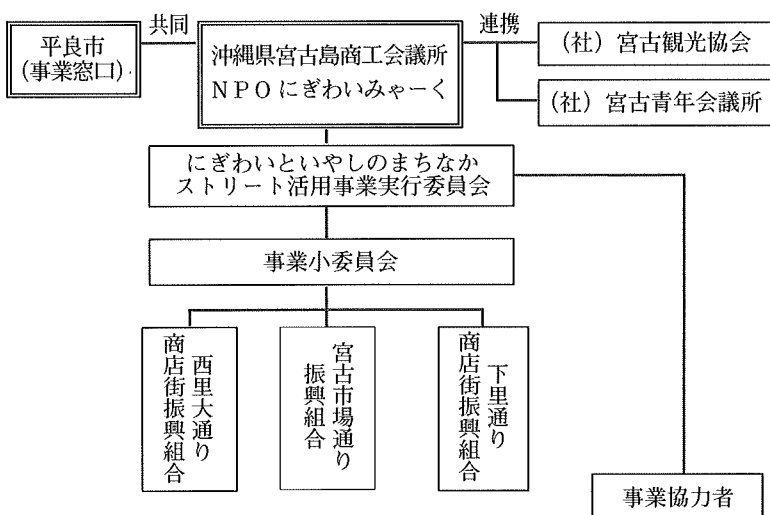 平良市
(事業窓口)
共同
沖縄県宮古島商工会議所
NPOにぎわいみゃーく
連携
(社)宮古観光協会
(社)宮古青年会議所
にぎわいといやしのまちなか
ストリート活用事業実行委員会
事業小委員会
西里大通り
商店街振興組合
宮古市場通り
振興組合
下里通り
商店街振興組合
事業協力者